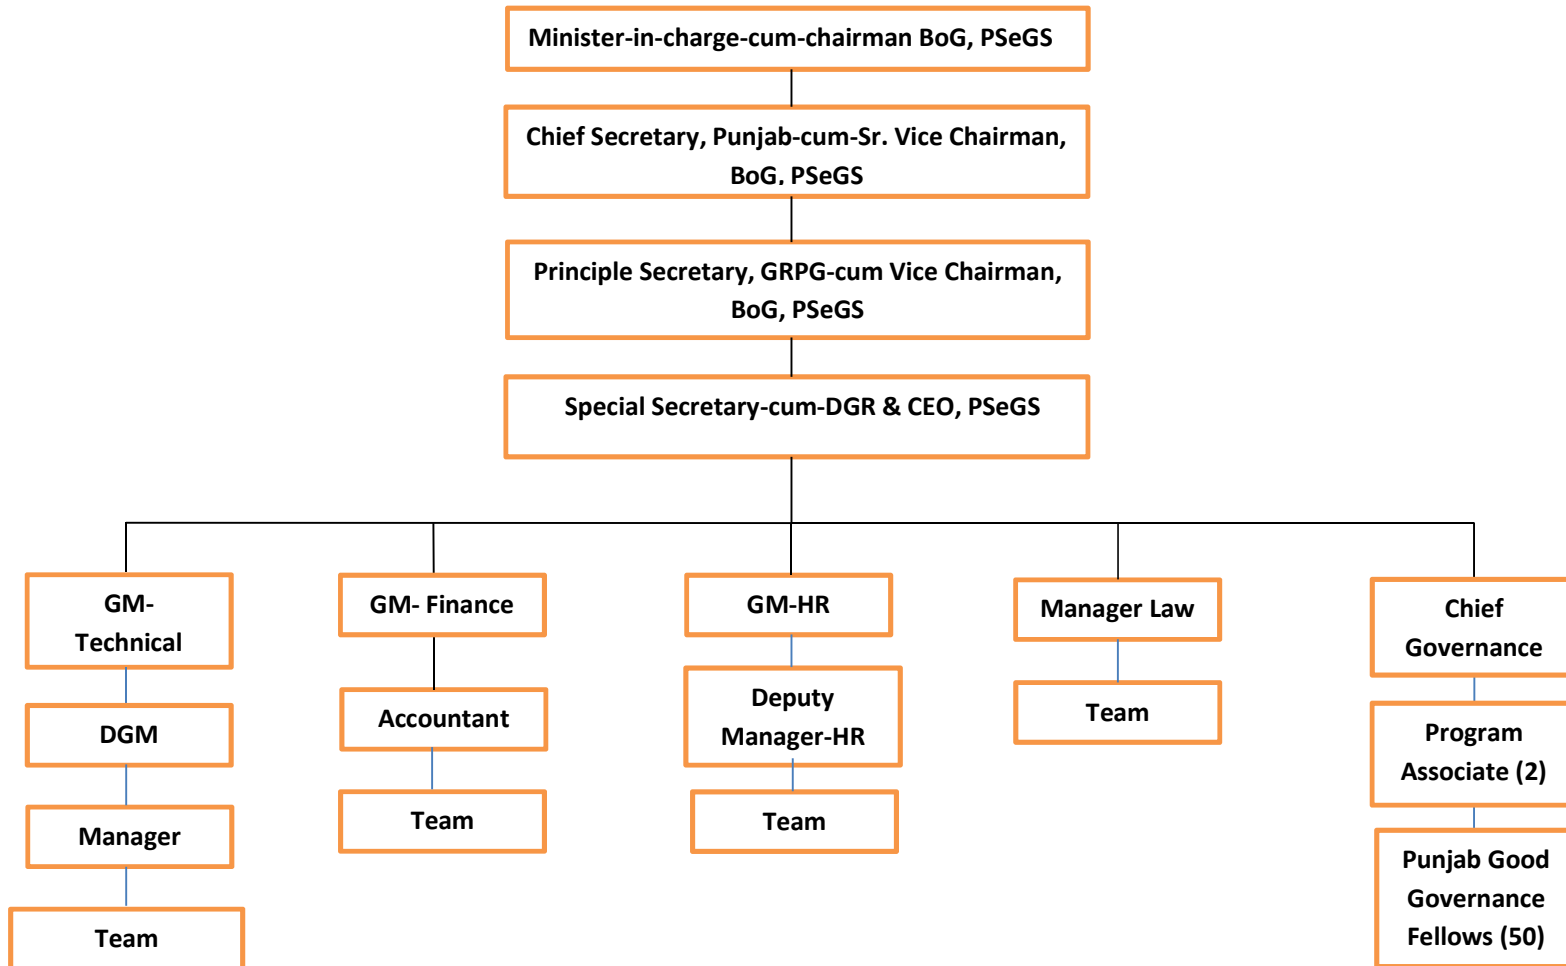 Minister-in-charge-cum-chairman BoG, PSeGS
Chief Secretary, Punjab-cum-Sr. Vice Chairman,
BoG, PSeGS
Principle Secretary, GRPG-cum Vice Chairman,
BoG, PSeGS
Special Secretary-cum-DGR & CEO, PSeGS
GM-
Technical
DGM
Manager
Team
GM- Finance
Accountant
Team
GM-HR
Deputy
Manager-HR
Team
Manager Law
Team
Chief
Governance
Program
Associate (2)
Punjab Good
Governance
Fellows (50)